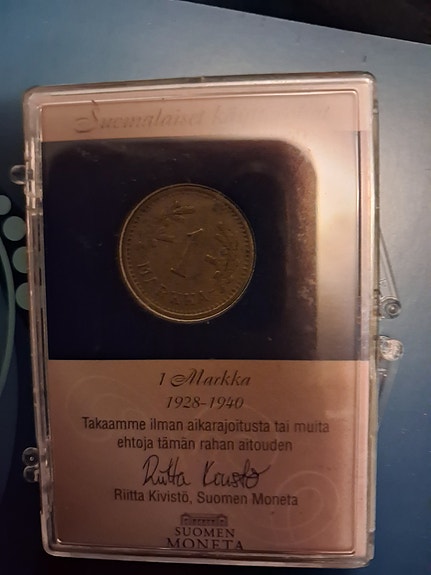 Suomalaiset
1
MARKKA
1 Markka
1928-1940
Takaamme ilman aikarajoitusta tai muita
ehtoja tämän rahan aitouden
Riitta Kivistö
Riitta Kivistö, Suomen Moneta
SUOMEN
MONETA